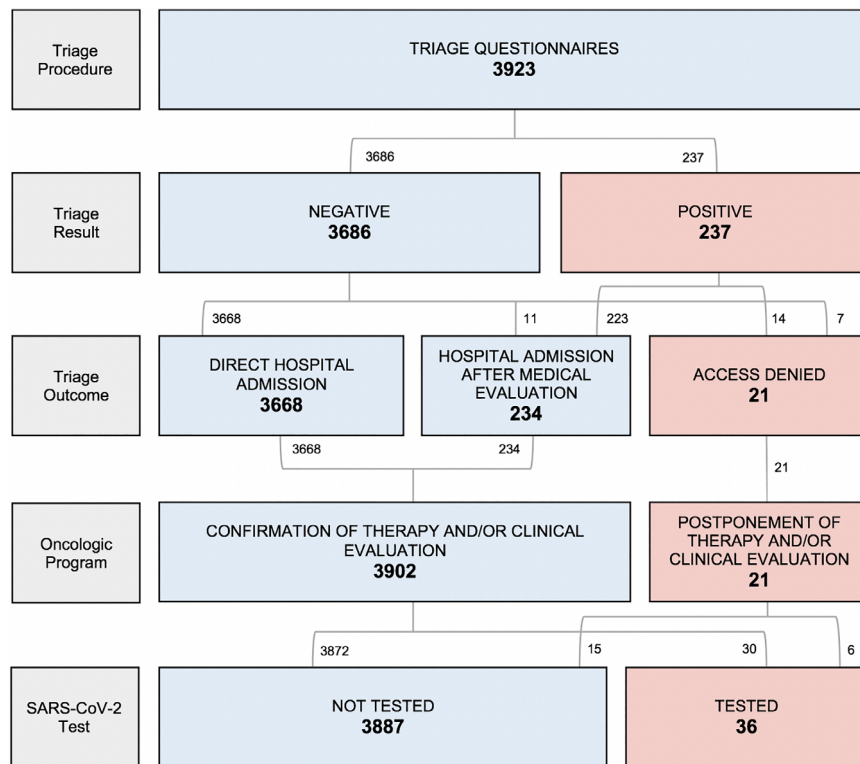 Triage
Procedure
TRIAGE QUESTIONNAIRES
3923
3686
237
Triage
Result
NEGATIVE
3686
POSITIVE
237
3668
11
223
14
7
Triage
Outcome
DIRECT HOSPITAL
ADMISSION
3668
HOSPITAL ADMISSION
AFTER MEDICAL
EVALUATION
234
ACCESS DENIED
21
3668
234
21
Oncologic
Program
CONFIRMATION OF THERAPY AND/OR CLINICAL
EVALUATION
3902
POSTPONEMENT OF
THERAPY AND/OR
CLINICAL EVALUATION
21
3872
15
30
6
SARS-CoV-2
Test
NOT TESTED
3887
TESTED
36